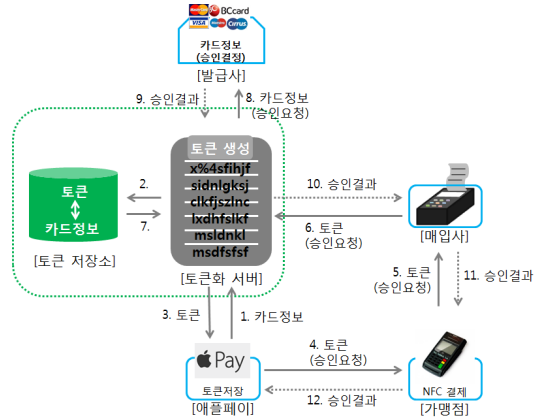 MasterCard BCcard
VISA Maestro Cirrus
카드정보
(승인결정)
[발급사]
9. 승인결과
8. 카드정보
(승인요청)
토큰 생성
x%4sfihjf
sidnlgksj
clkfjszlnc
lxdhfslkf
msldnkl
msdfsfsf
[토큰화 서버]
토큰
카드정보
[토큰 저장소]
2.
7.
10. 승인결과
6. 토큰
(승인요청)
[매입사]
5. 토큰
(승인요청)
11. 승인결과
3. 토큰
1. 카드정보
4. 토큰
(승인요청)
Pay
토큰저장
[애플페이]
12. 승인결과
NFC 결제
[가맹점]